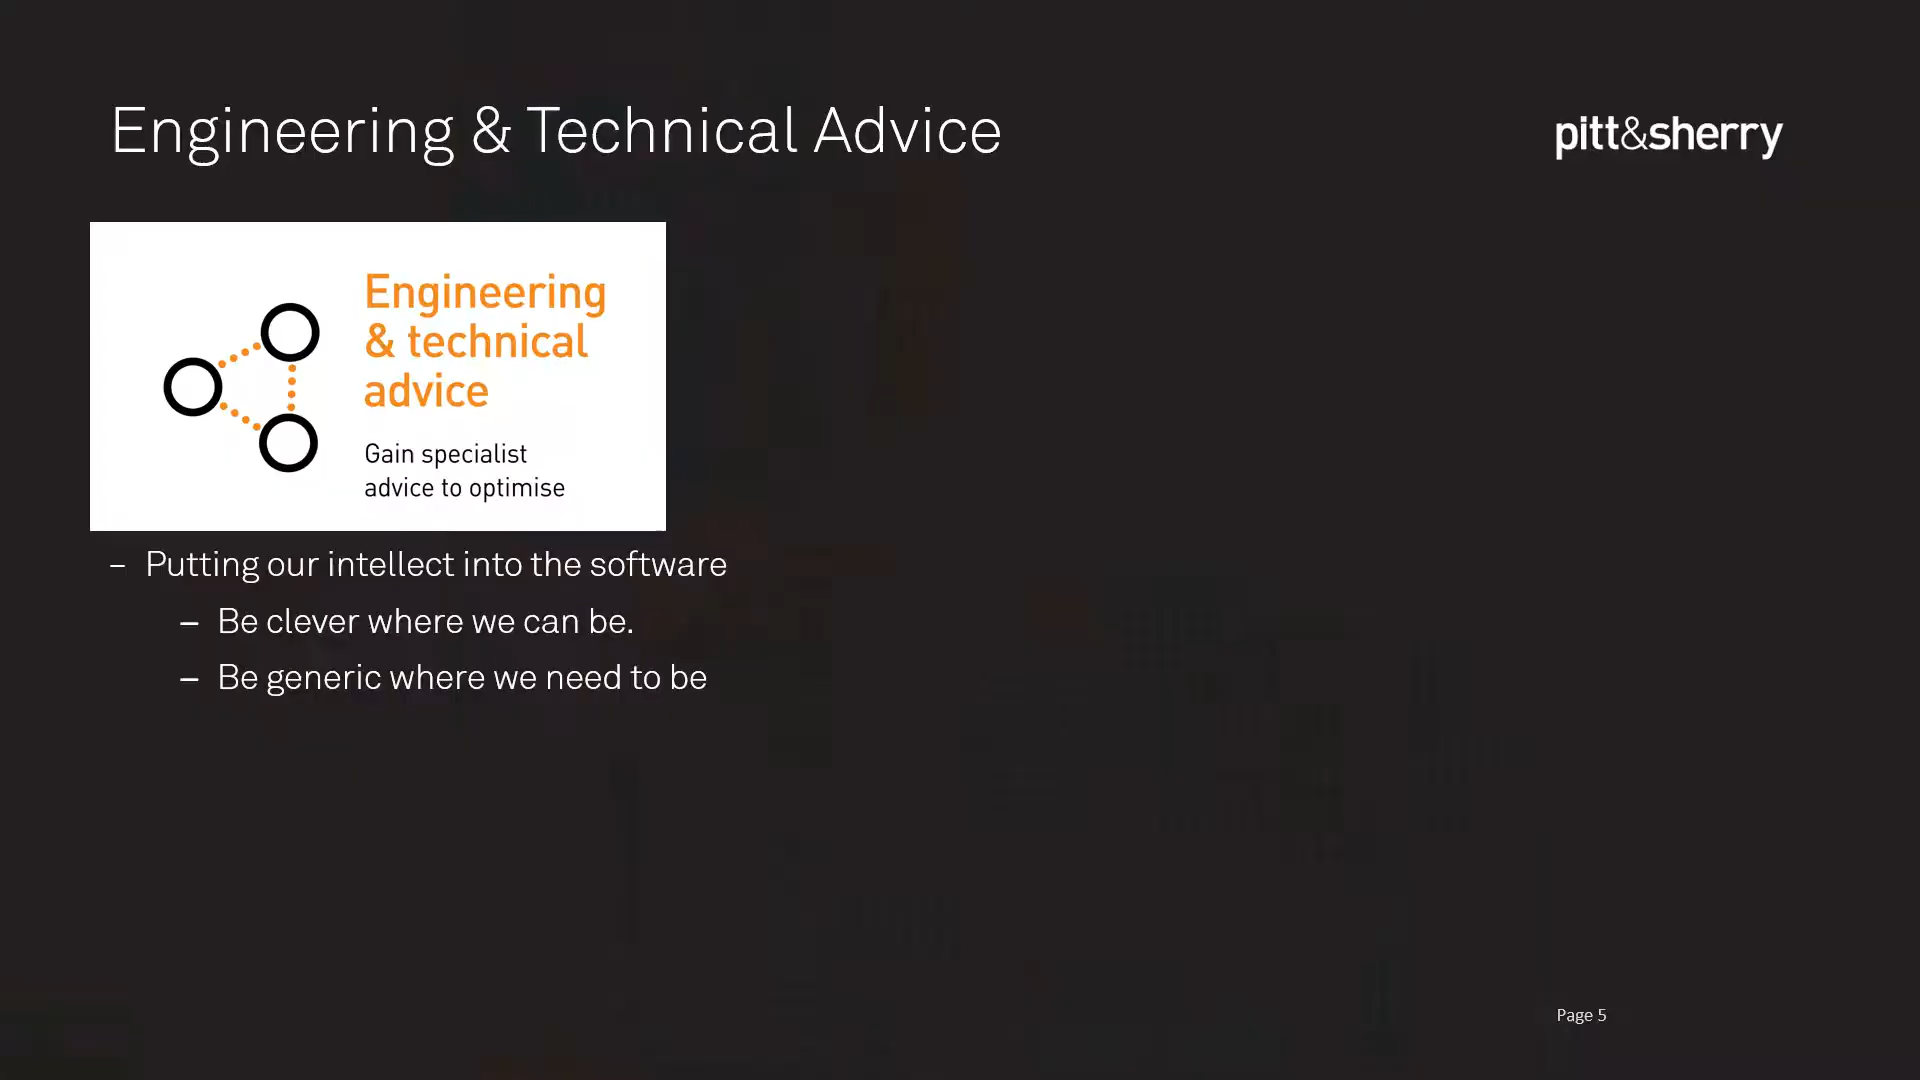 Engineering & Technical Advice
pitt&sherry
Engineering
& technical
advice
Gain specialist
advice to optimise
– Putting our intellect into the software
– Be clever where we can be.
– Be generic where we need to be
Page 5